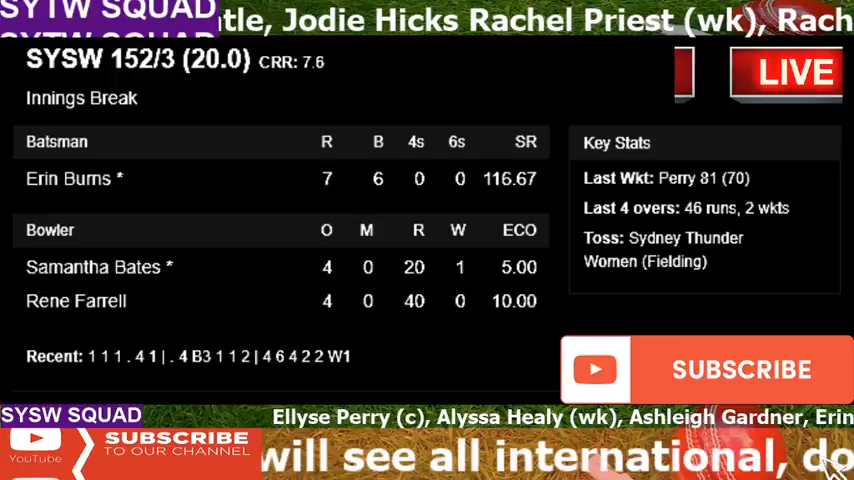 SYTW SQUAD
tle, Jodie Hicks Rachel Priest (wk), Rach
SYSW 152/3 (20.0) CRR: 7.6
LIVE
Innings Break
Batsman R B 4s 6s SR
Erin Burns * 7 6 0 0 116.67
Bowler O M R W ECO
Samantha Bates * 4 0 20 1 5.00
Rene Farrell 4 0 40 0 10.00
Recent: 1 1 1 . 4 1 | . 4 B3 1 1 2 | 4 6 4 2 2 W1
Key Stats
Last Wkt: Perry 81 (70)
Last 4 overs: 46 runs, 2 wkts
Toss: Sydney Thunder
Women (Fielding)
SUBSCRIBE
SYSW SQUAD
Ellyse Perry (c), Alyssa Healy (wk), Ashleigh Gardner, Erin
YouTube
SUBSCRIBE
TO OUR CHANNEL
will see all international, do